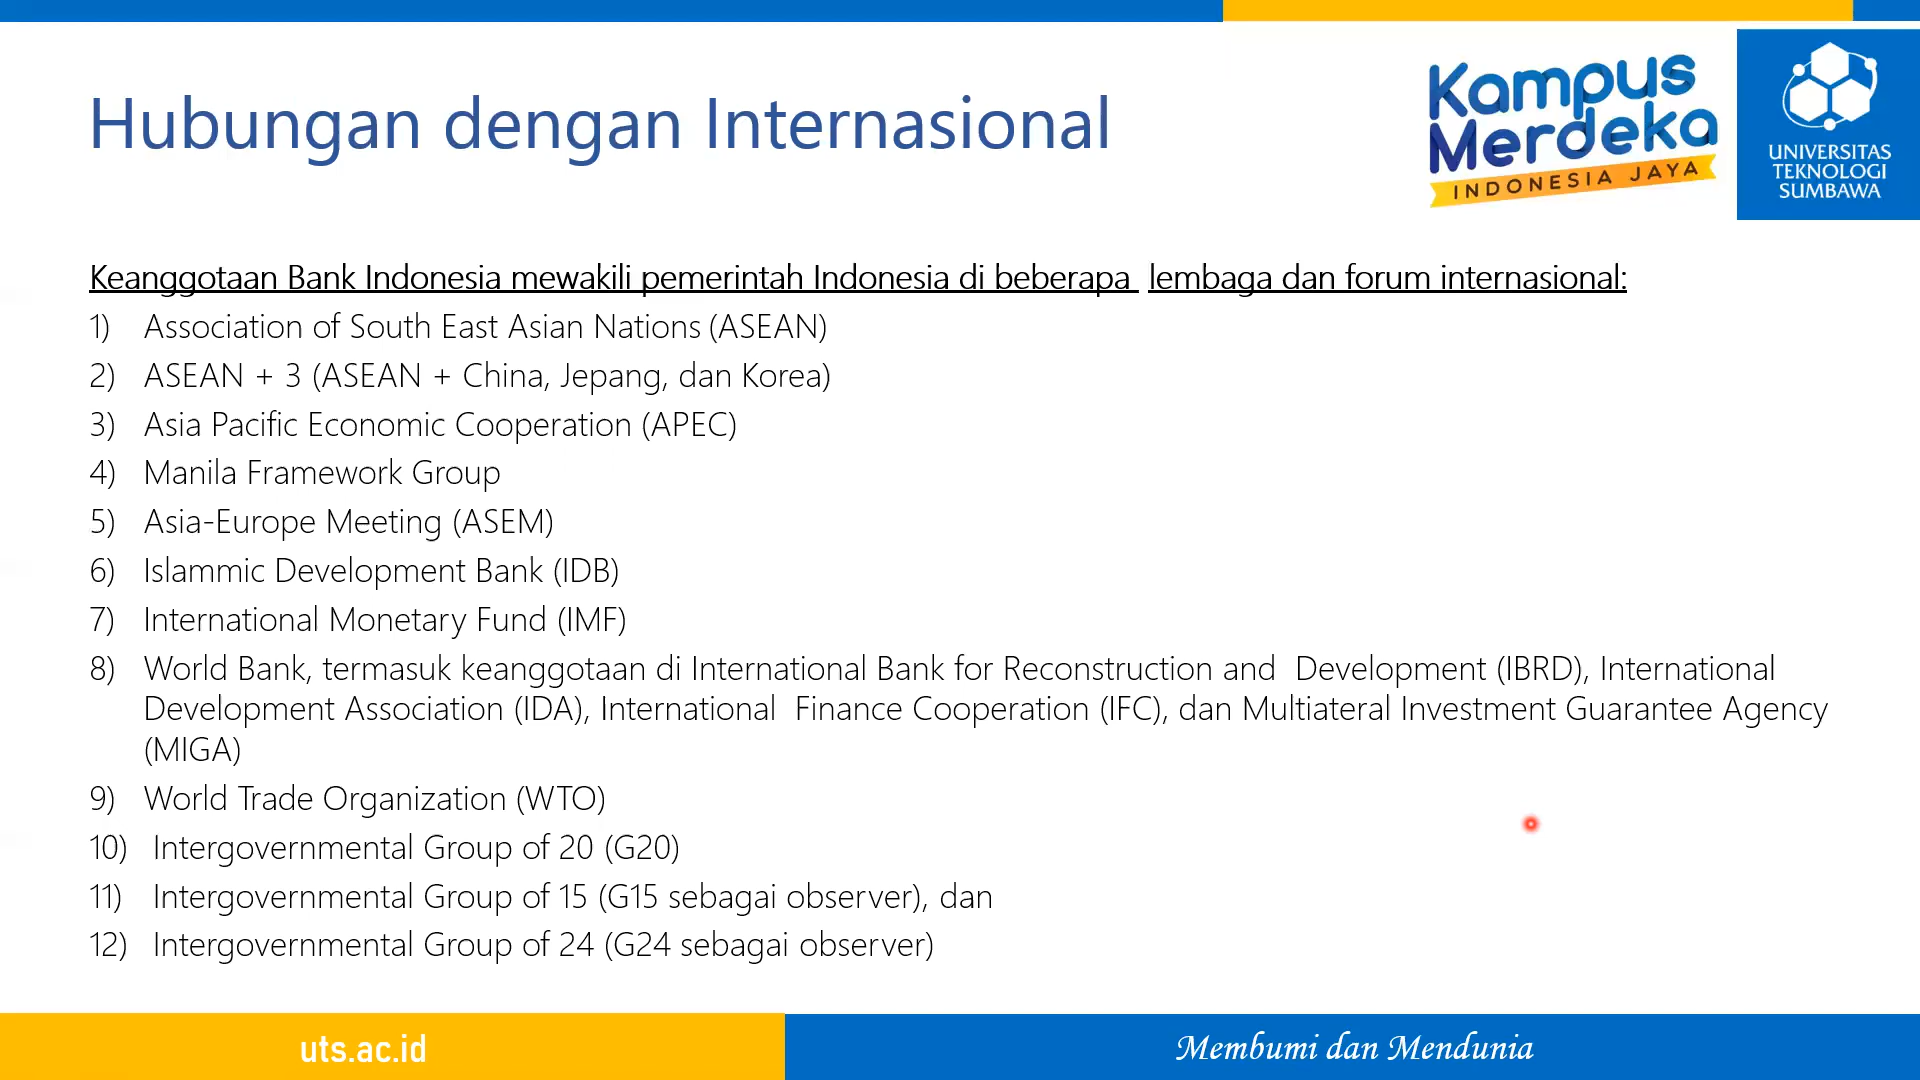 Hubungan dengan Internasional
Kampus
Merdeka
INDONESIA JAYA
UNIVERSITAS
TEKNOLOGI
SUMBAWA
Keanggotaan Bank Indonesia mewakili pemerintah Indonesia di beberapa lembaga dan forum internasional:
1) Association of South East Asian Nations (ASEAN)
2) ASEAN + 3 (ASEAN + China, Jepang, dan Korea)
3) Asia Pacific Economic Cooperation (APEC)
4) Manila Framework Group
5) Asia-Europe Meeting (ASEM)
6) Islammic Development Bank (IDB)
7) International Monetary Fund (IMF)
8) World Bank, termasuk keanggotaan di International Bank for Reconstruction and Development (IBRD), International
Development Association (IDA), International Finance Cooperation (IFC), dan Multiateral Investment Guarantee Agency
(MIGA)
9) World Trade Organization (WTO)
10) Intergovernmental Group of 20 (G20)
11) Intergovernmental Group of 15 (G15 sebagai observer), dan
12) Intergovernmental Group of 24 (G24 sebagai observer)
uts.ac.id
Membumi dan Mendunia